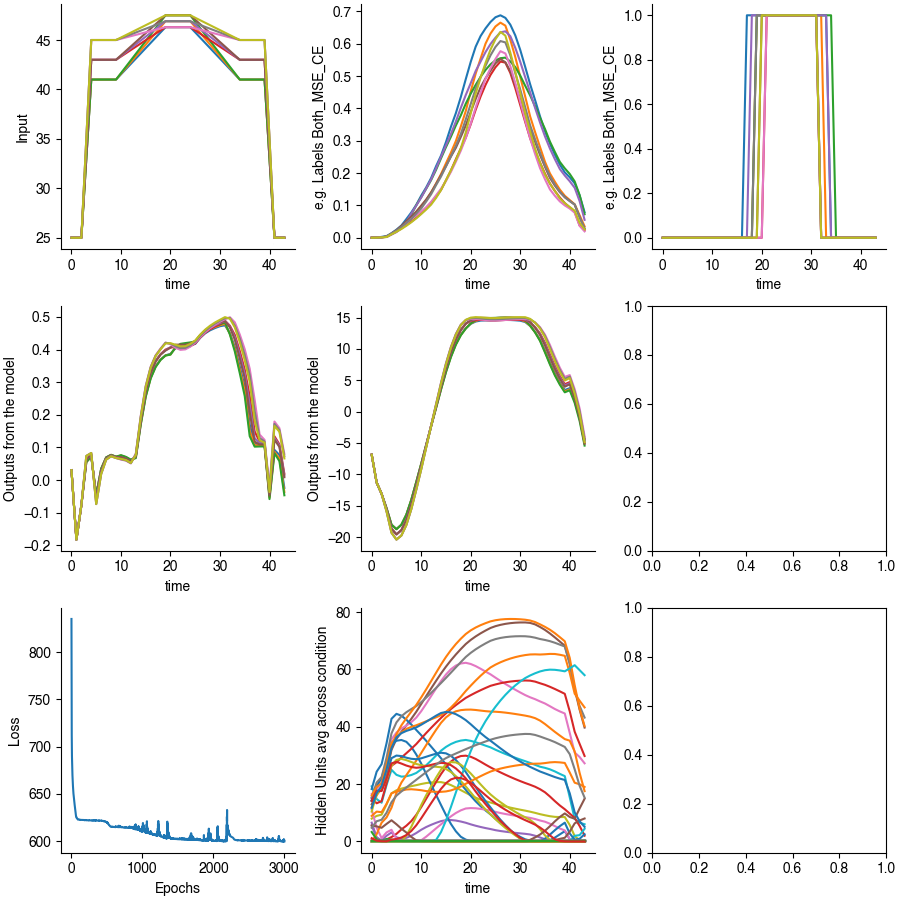 Input
45
40
35
30
25
0 10 20 30 40
time
e.g. Labels Both_MSE_CE
0.7
0.6
0.5
0.4
0.3
0.2
0.1
0.0
0 10 20 30 40
time
e.g. Labels Both_MSE_CE
1.0
0.8
0.6
0.4
0.2
0.0
0 10 20 30 40
time
Outputs from the model
0.5
0.4
0.3
0.2
0.1
0.0
−0.1
−0.2
0 10 20 30 40
time
Outputs from the model
15
10
5
0
−5
−10
−15
−20
0 10 20 30 40
time
1.0
0.8
0.6
0.4
0.2
0.0
0.0 0.2 0.4 0.6 0.8 1.0
Loss
800
750
700
650
600
0 1000 2000 3000
Epochs
Hidden Units avg across condition
80
60
40
20
0
0 10 20 30 40
time
1.0
0.8
0.6
0.4
0.2
0.0
0.0 0.2 0.4 0.6 0.8 1.0